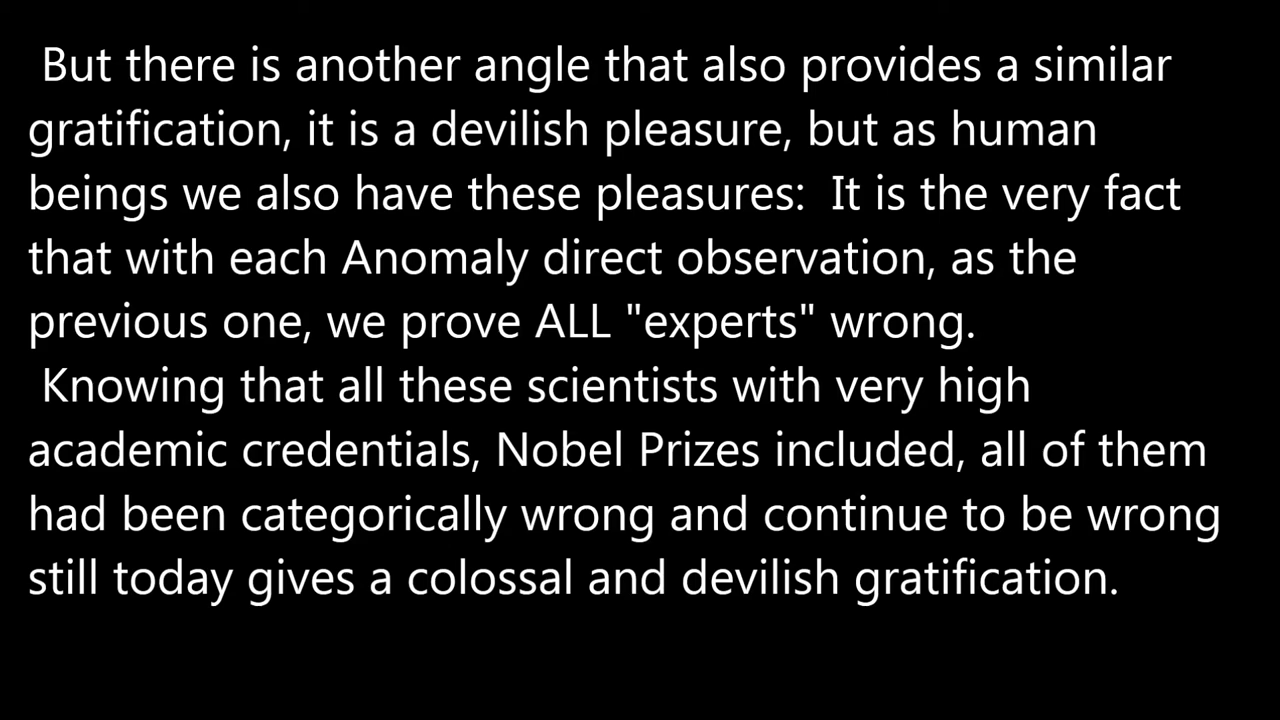 But there is another angle that also provides a similar
gratification, it is a devilish pleasure, but as human
beings we also have these pleasures:  It is the very fact
that with each Anomaly direct observation, as the
previous one, we prove ALL "experts" wrong.
Knowing that all these scientists with very high
academic credentials, Nobel Prizes included, all of them
had been categorically wrong and continue to be wrong
still today gives a colossal and devilish gratification.